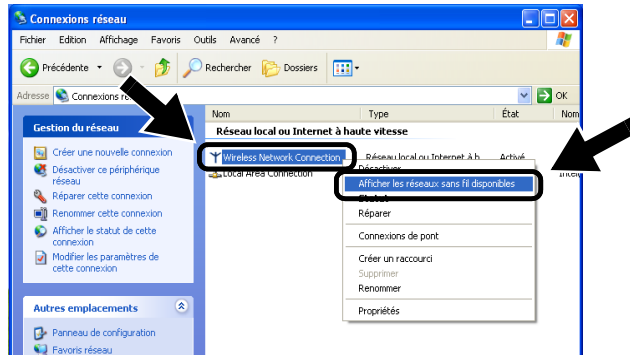 Connexions réseau
Fichier Edition Affichage Favoris Outils Avancé ?
Précédente Rechercher Dossiers
Adresse Connexions OK
Nom Type État Nom
Gestion du réseau
Réseau local ou Internet à haute vitesse
Créer une nouvelle connexion
Désactiver ce périphérique
réseau
Réparer cette connexion
Renommer cette connexion
Afficher le statut de cette
connexion
Modifier les paramètres de
cette connexion
Wireless Network Connection Réseau local ou Internet à h... Activé
Local Area Connection
Désactiver
Afficher les réseaux sans fil disponibles
Statut
Réparer
Connexions de pont
Créer un raccourci
Supprimer
Renommer
Propriétés
Autres emplacements
Panneau de configuration
Favoris réseau